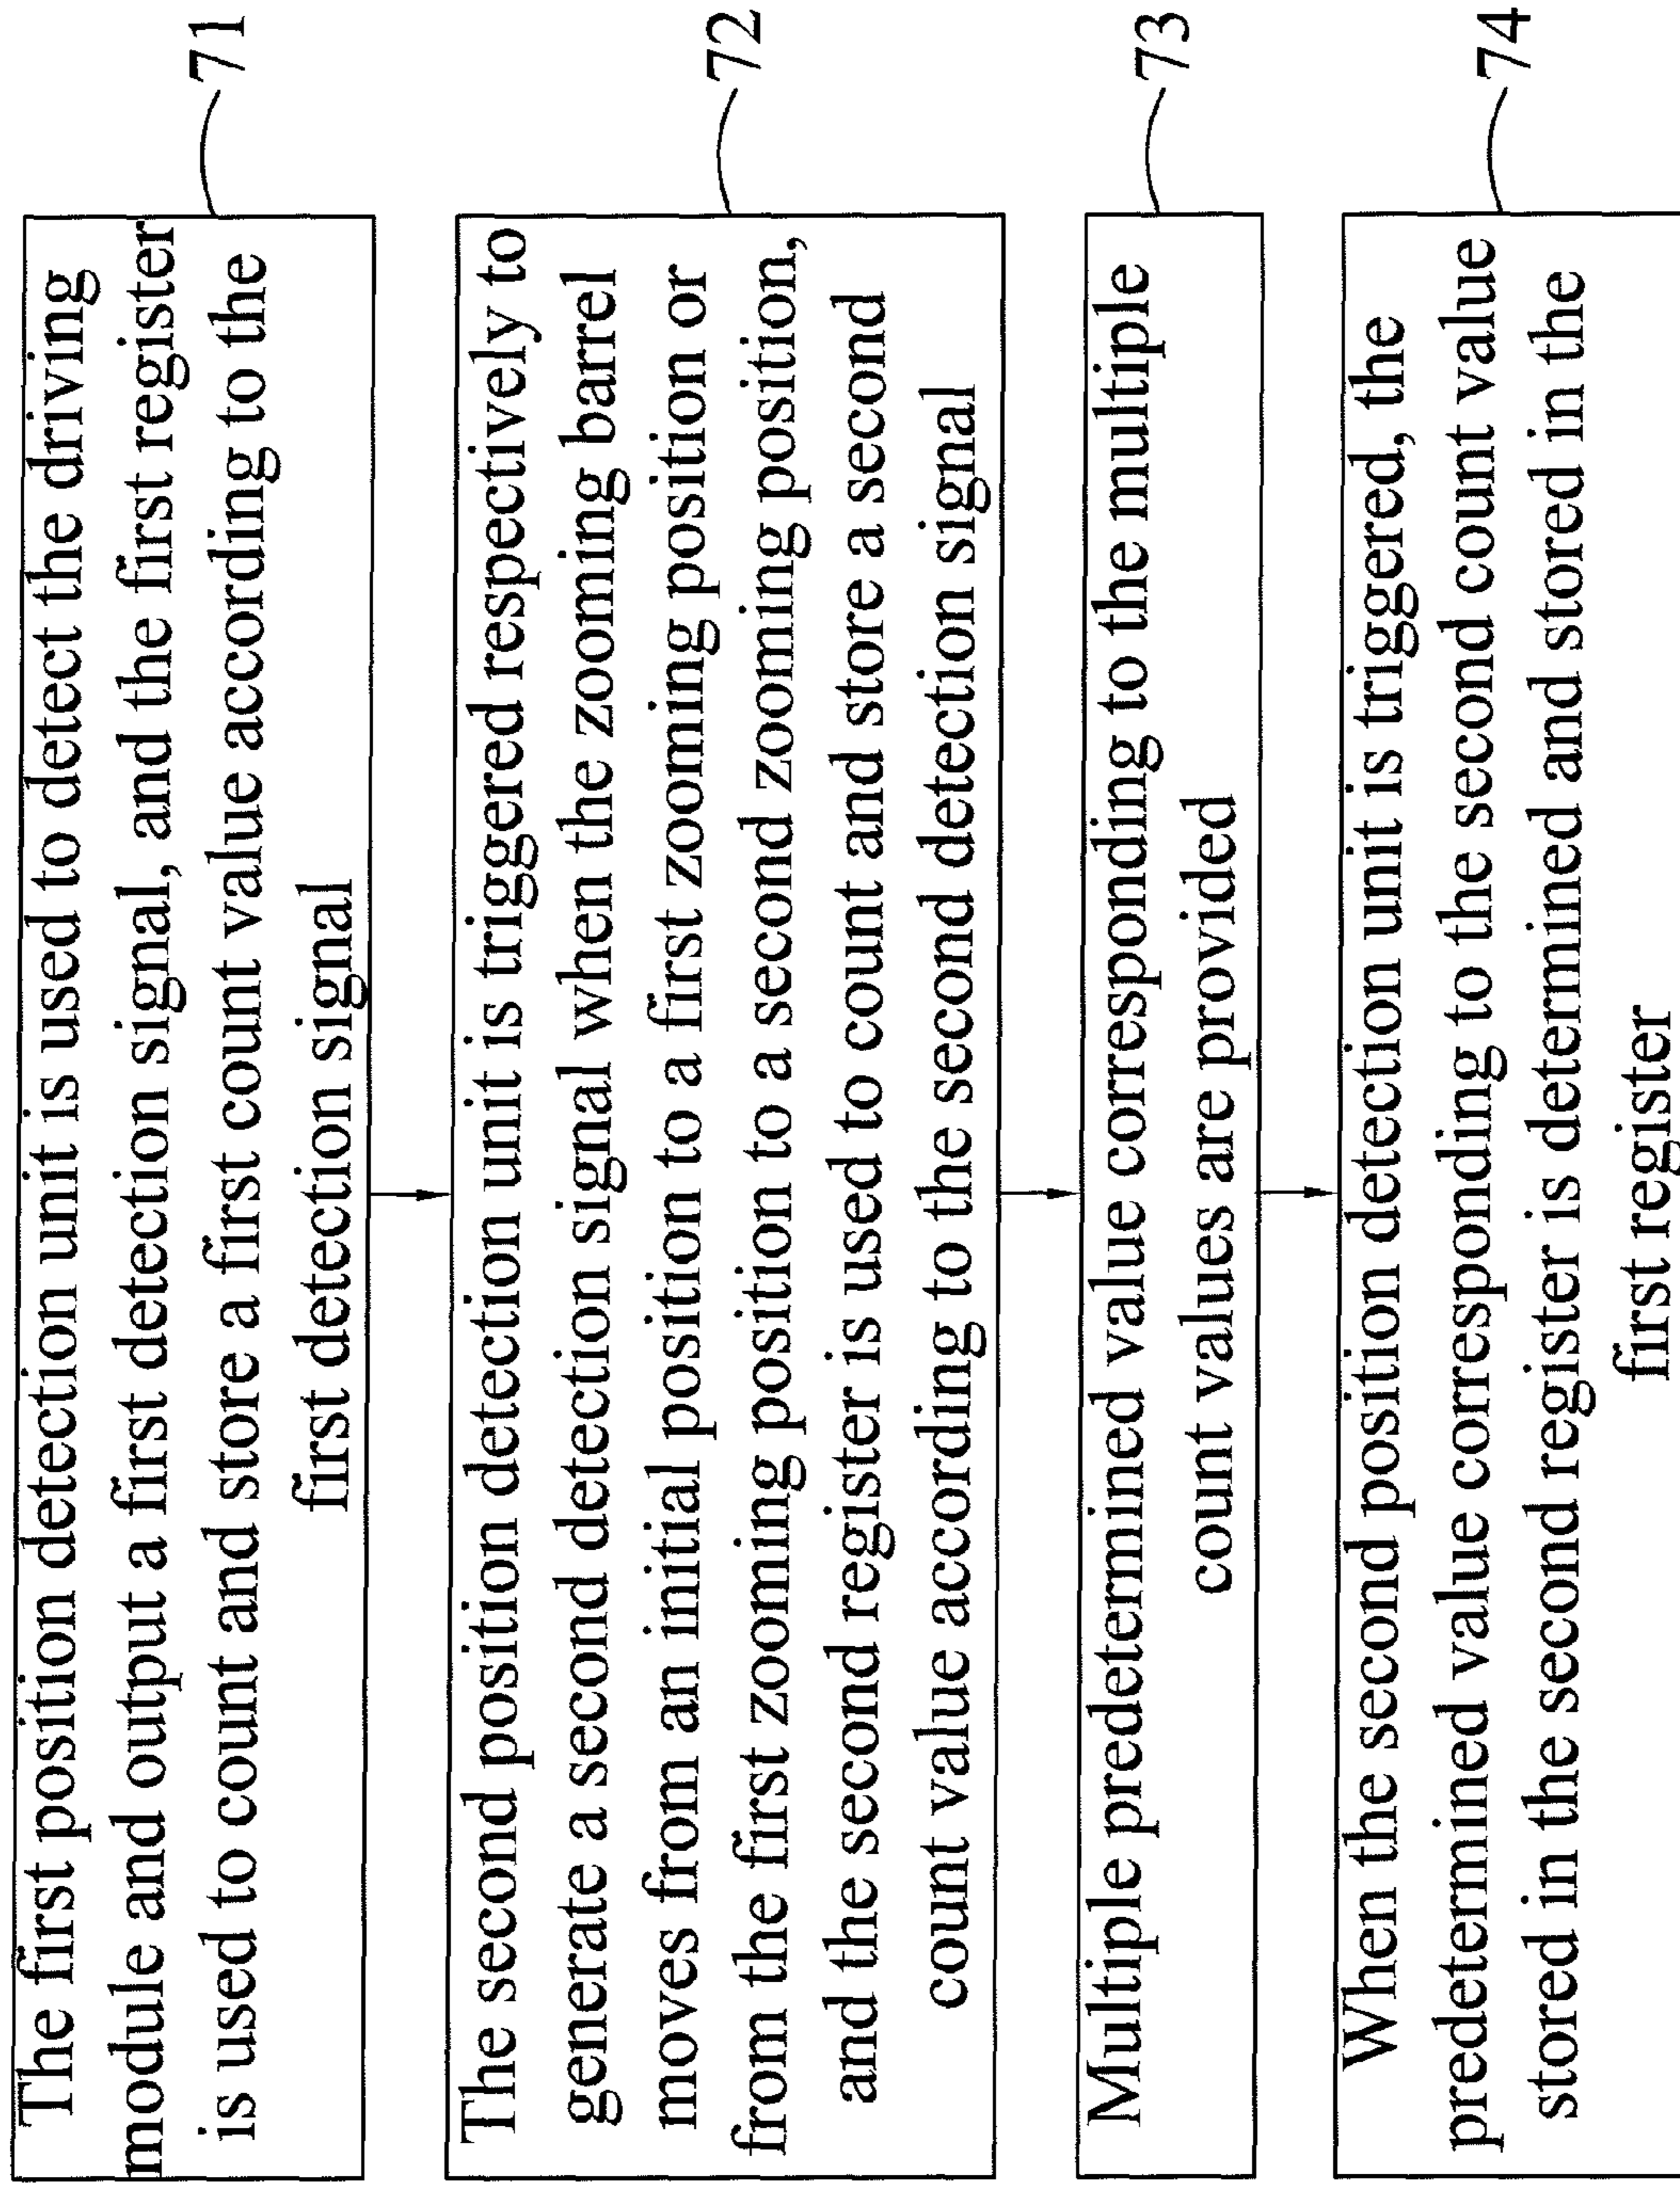 The first position detection unit is used to detect the driving
module and output a first detection signal, and the first register
is used to count and store a first count value according to the
first detection signal
71
The second position detection unit is triggered respectively to
generate a second detection signal when the zooming barrel
moves from an initial position to a first zooming position or
from the first zooming position to a second zooming position,
and the second register is used to count and store a second
count value according to the second detection signal
72
Multiple predetermined value corresponding to the multiple
count values are provided
73
When the second position detection unit is triggered, the
predetermined value corresponding to the second count value
stored in the second register is determined and stored in the
first register
74